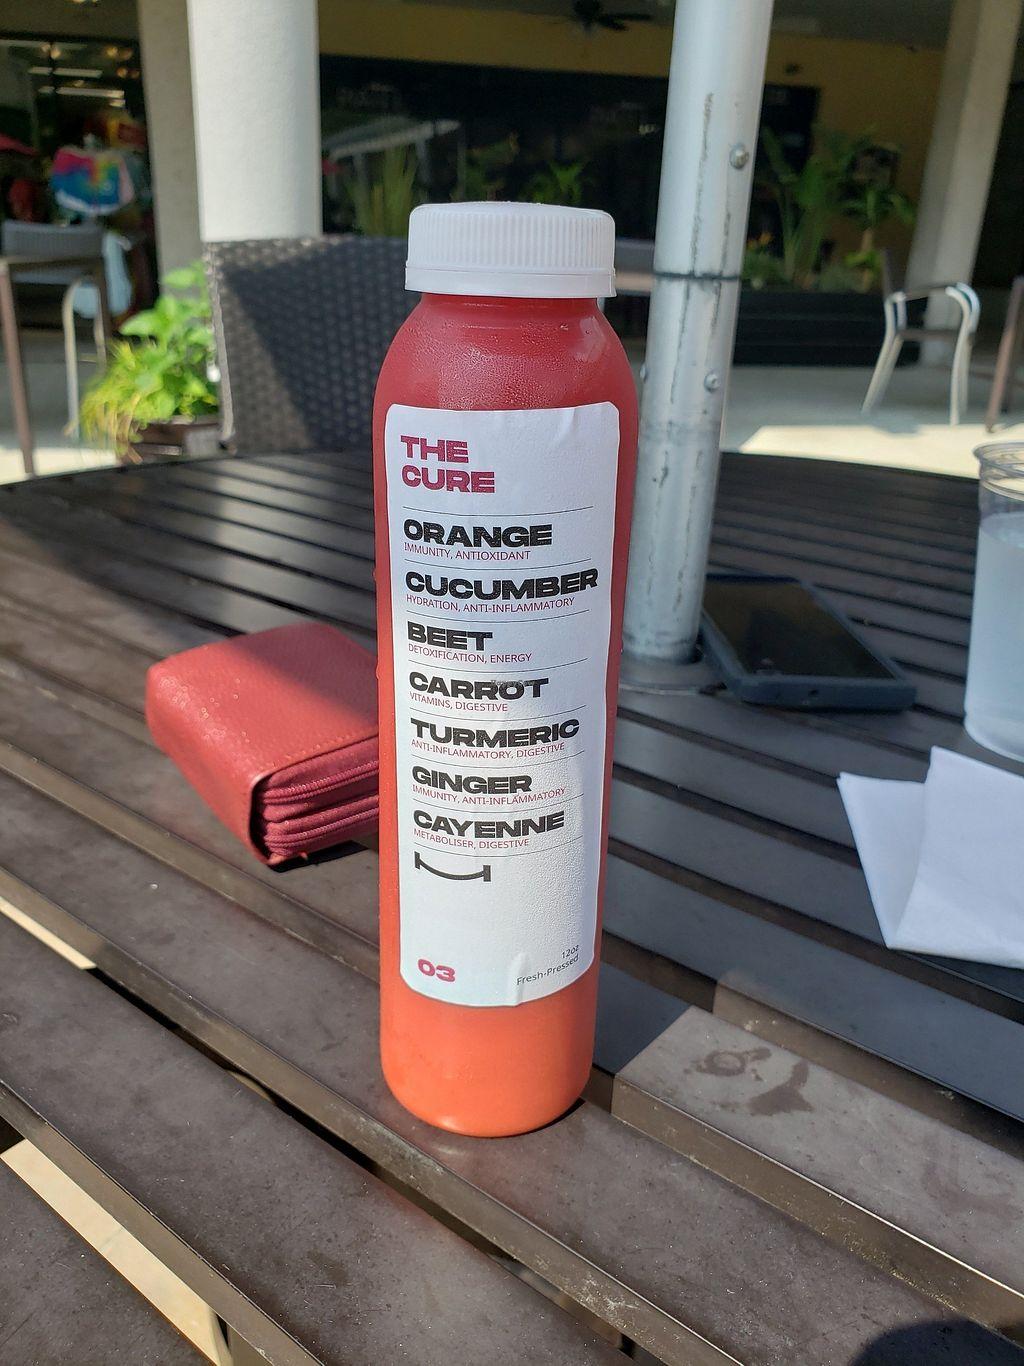 THE
CURE
ORANGE
IMMUNITY, ANTIOXIDANT
CUCUMBER
HYDRATION, ANTI-INFLAMMATORY
BEET
DETOXIFICATION, ENERGY
CARROT
VITAMINS, DIGESTIVE
TURMERIC
ANTI-INFLAMMATORY, DIGESTIVE
GINGER
IMMUNITY, ANTI-INFLAMMATORY
CAYENNE
METABOLISER, DIGESTIVE
03
12oz
Fresh-Pressed